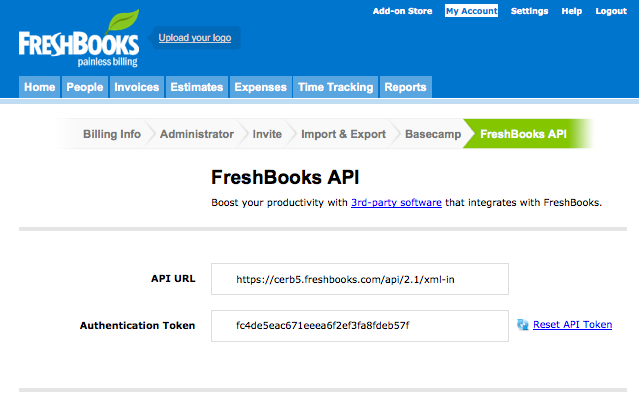 Add-on Store My Account Settings Help Logout
FRESHBOOKS
painless billing
Upload your logo
Home People Invoices Estimates Expenses Time Tracking Reports
Billing Info Administrator Invite Import & Export Basecamp FreshBooks API
FreshBooks API
Boost your productivity with 3rd-party software that integrates with FreshBooks.
API URL https://cerb5.freshbooks.com/api/2.1/xml-in
Authentication Token fc4de5eac671eeea6f2ef3fa8fdeb57f Reset API Token